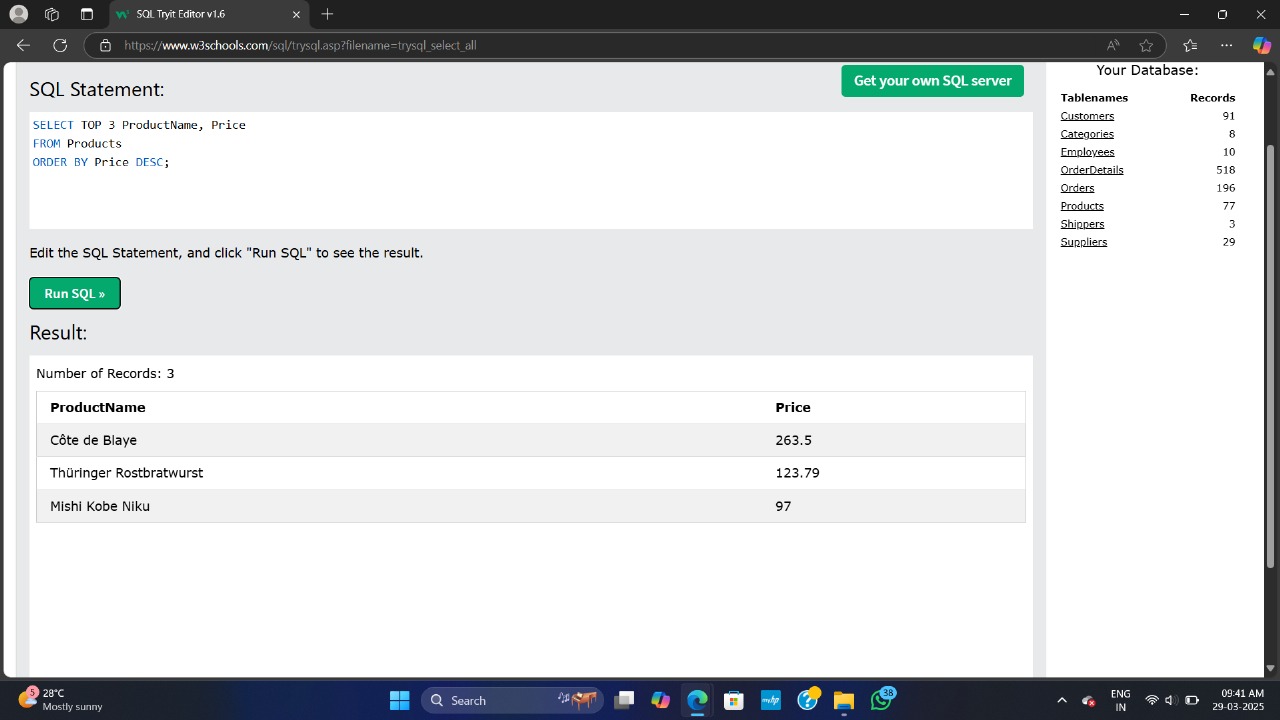 SQL Tryit Editor v1.6
https://www.w3schools.com/sql/trysql.asp?filename=trysql_select_all
SQL Statement:
Get your own SQL server
SELECT TOP 3 ProductName, Price
FROM Products
ORDER BY Price DESC;
Edit the SQL Statement, and click "Run SQL" to see the result.
Run SQL »
Result:
Number of Records: 3
ProductName Price
Côte de Blaye 263.5
Thüringer Rostbratwurst 123.79
Mishi Kobe Niku 97
Your Database:
Tablenames Records
Customers 91
Categories 8
Employees 10
OrderDetails 518
Orders 196
Products 77
Shippers 3
Suppliers 29
5
28°C
Mostly sunny
Search
myhp
38
ENG
IN
09:41 AM
29-03-2025